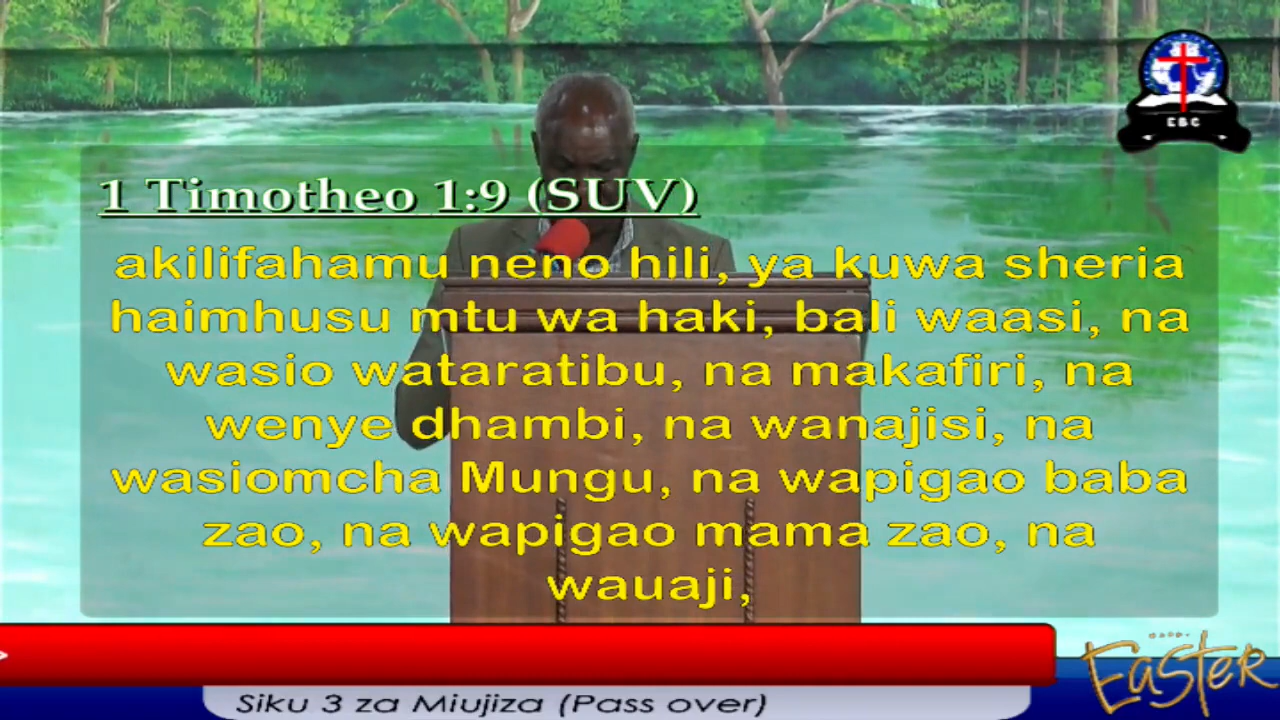 EBC
1 Timotheo 1:9 (SUV)
akilifahamu neno hili, ya kuwa sheria
haimhusu mtu wa haki, bali waasi, na
wasio wataratibu, na makafiri, na
wenye dhambi, na wanajisi, na
wasiomcha Mungu, na wapigao baba
zao, na wapigao mama zao, na
wauaji,
Easter
Siku 3 za Miujiza (Pass over)